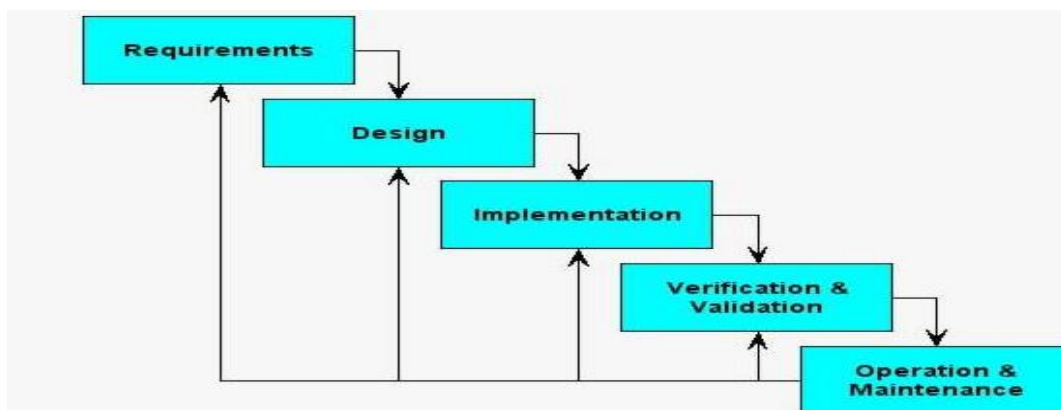 Requirements
Design
Implementation
Verification &
Validation
Operation &
Maintenance